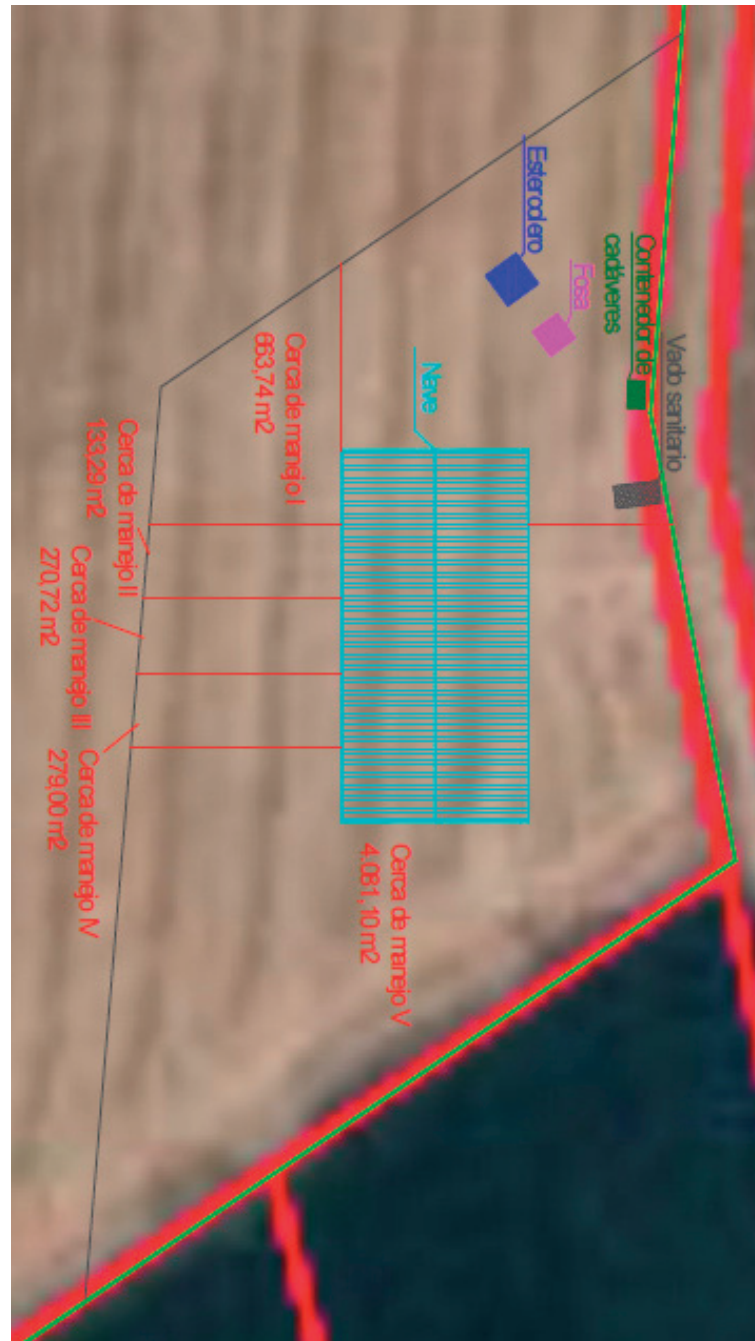 Estercolero
Fosa
Contenedor de
cadáveres
Vado sanitario
Nave
Cerca de manejo I
663,74 m2
Cerca de manejo II
133,29 m2
Cerca de manejo III
270,72 m2
Cerca de manejo IV
279,00 m2
Cerca de manejo V
4.081,10 m2